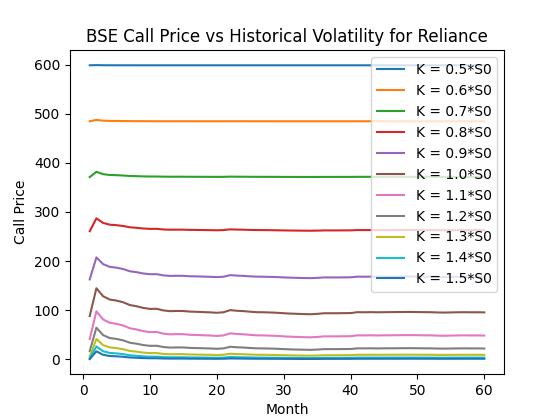 BSE Call Price vs Historical Volatility for Reliance
600
500
400
300
200
100
0
Call Price
K = 0.5*S0
K = 0.6*S0
K = 0.7*S0
K = 0.8*S0
K = 0.9*S0
K = 1.0*S0
K = 1.1*S0
K = 1.2*S0
K = 1.3*S0
K = 1.4*S0
K = 1.5*S0
0 10 20 30 40 50 60
Month